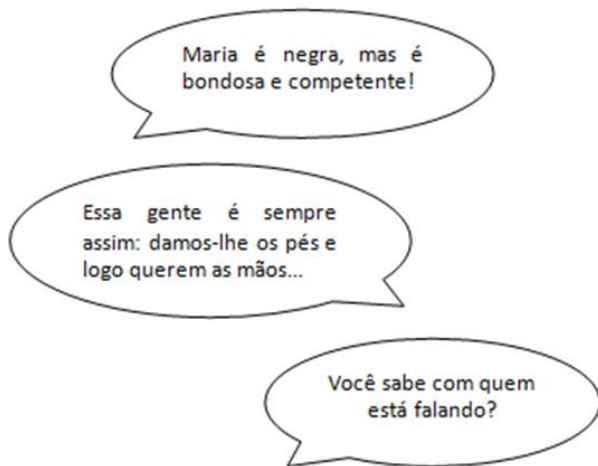 Maria é negra, mas é
bondosa e competente!
Essa gente é sempre
assim: damos-lhe os pés e
logo querem as mãos...
Você sabe com quem
está falando?